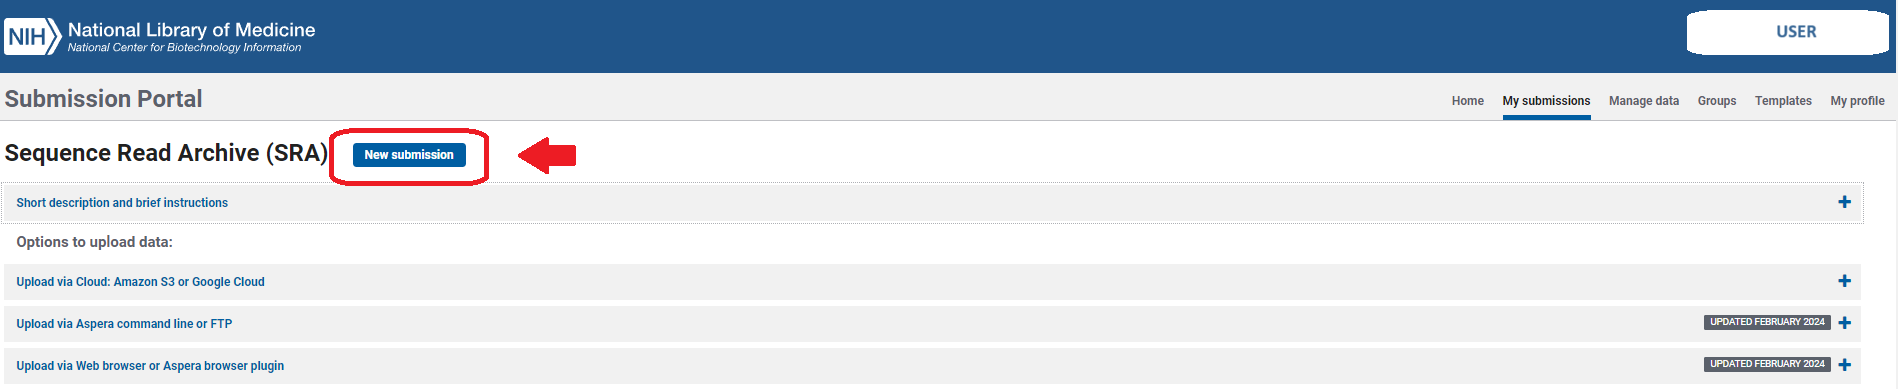 NIH National Library of Medicine
National Center for Biotechnology Information
USER
Submission Portal
Home My submissions Manage data Groups Templates My profile
Sequence Read Archive (SRA) New submission
Short description and brief instructions
Options to upload data:
Upload via Cloud: Amazon S3 or Google Cloud
Upload via Aspera command line or FTP UPDATED FEBRUARY 2024
Upload via Web browser or Aspera browser plugin UPDATED FEBRUARY 2024